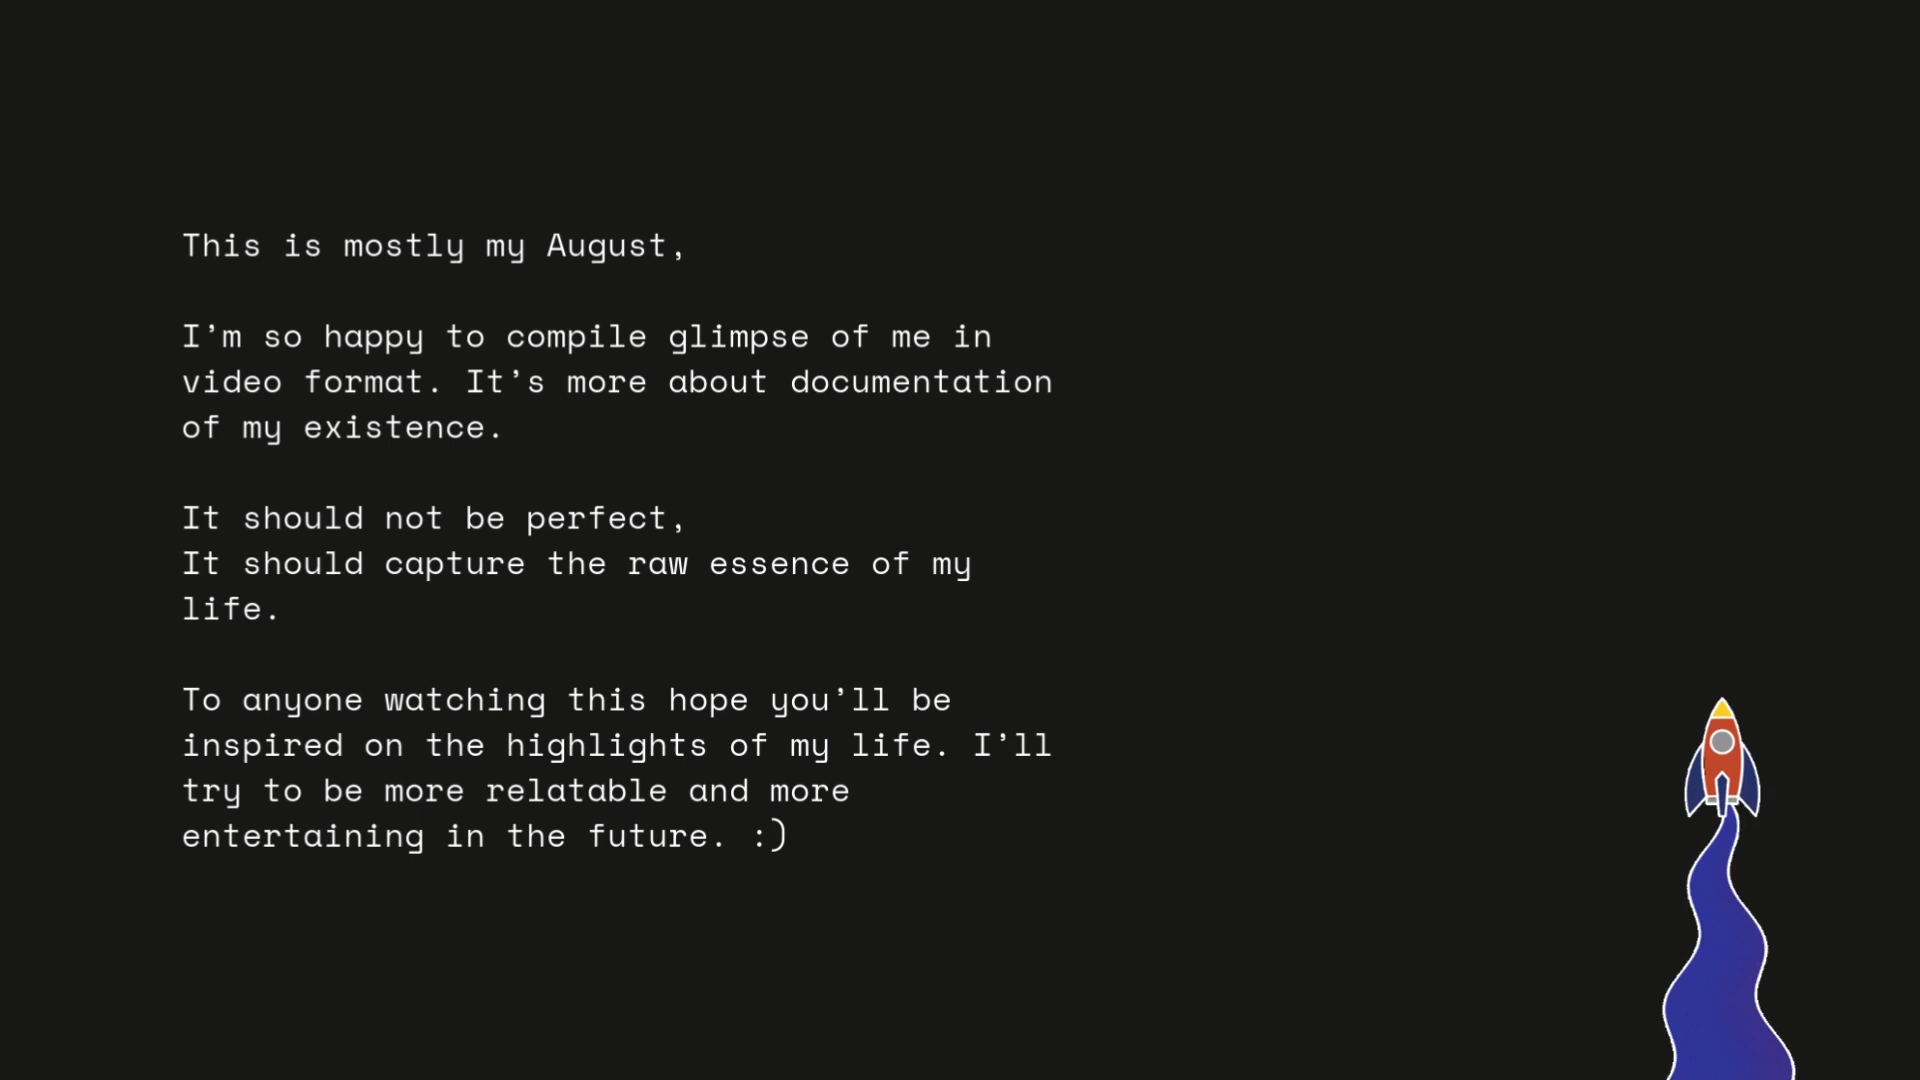 This is mostly my August,
I’m so happy to compile glimpse of me in
video format. It’s more about documentation
of my existence.
It should not be perfect,
It should capture the raw essence of my
life.
To anyone watching this hope you’ll be
inspired on the highlights of my life. I’ll
try to be more relatable and more
entertaining in the future. :)